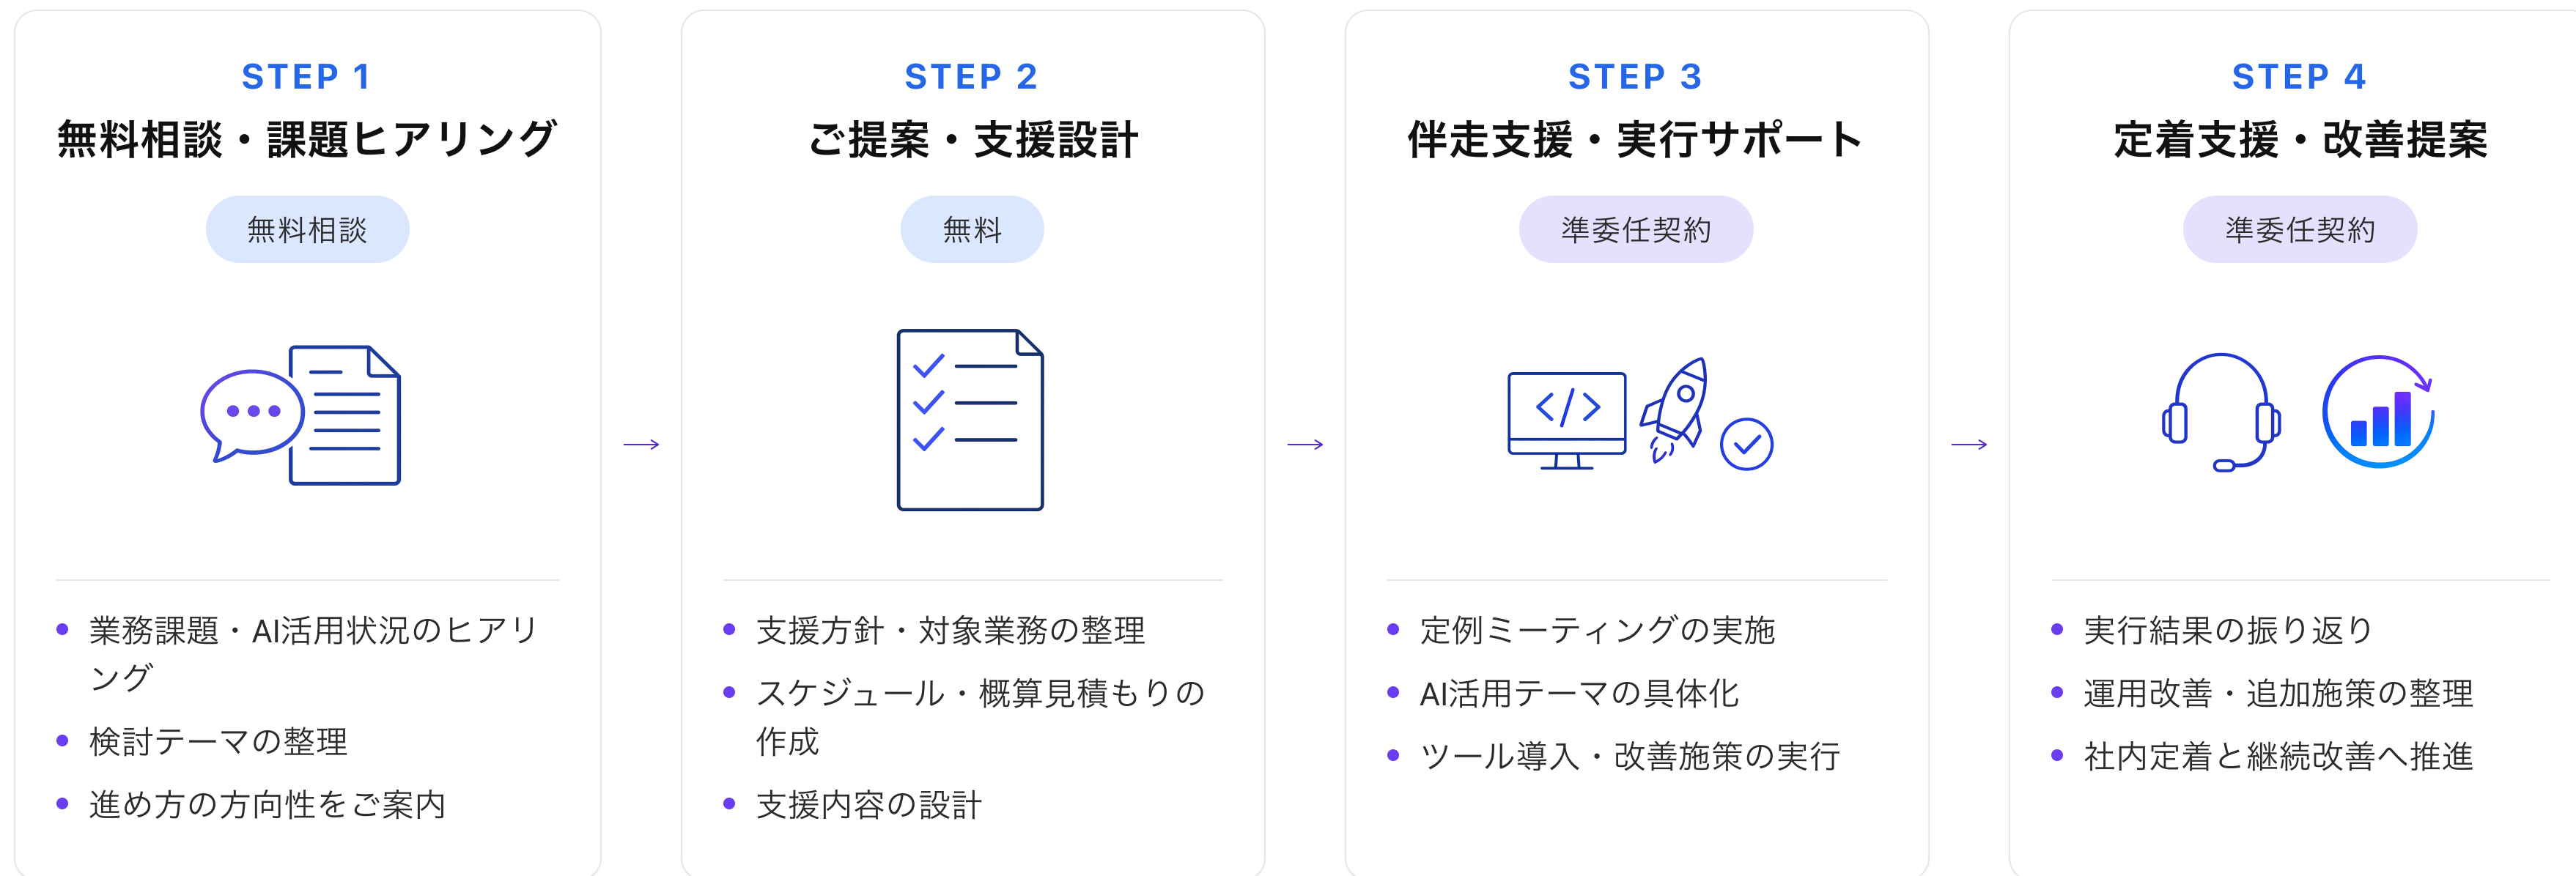 STEP 1
無料相談・課題ヒアリング
無料相談
業務課題・AI活用状況のヒアリ
ング
検討テーマの整理
進め方の方向性をご案内
STEP 2
ご提案・支援設計
無料
支援方針・対象業務の整理
スケジュール・概算見積もりの
作成
支援内容の設計
STEP 3
伴走支援・実行サポート
準委任契約
定例ミーティングの実施
AI活用テーマの具体化
ツール導入・改善施策の実行
STEP 4
定着支援・改善提案
準委任契約
実行結果の振り返り
運用改善・追加施策の整理
社内定着と継続改善へ推進